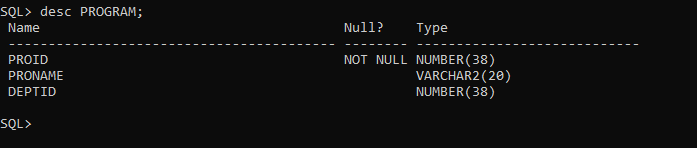 SQL> desc PROGRAM;
Name                                      Null?    Type
----------------------------------------- -------- ----------------------------
PROID                                     NOT NULL NUMBER(38)
PRONAME                                            VARCHAR2(20)
DEPTID                                             NUMBER(38)
SQL>